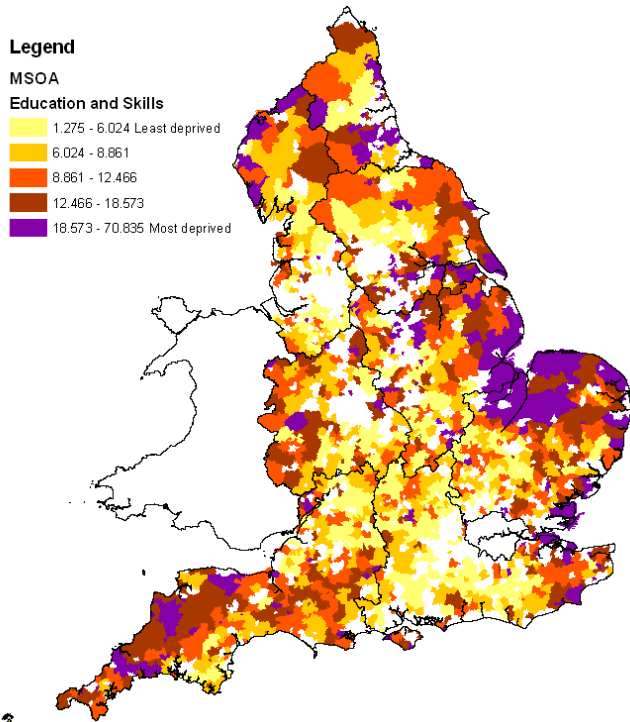 Legend
MSOA
Education and Skills
1.275 - 6.024 Least deprived
6.024 - 8.861
8.861 - 12.466
12.466 - 18.573
18.573 - 70.835 Most deprived